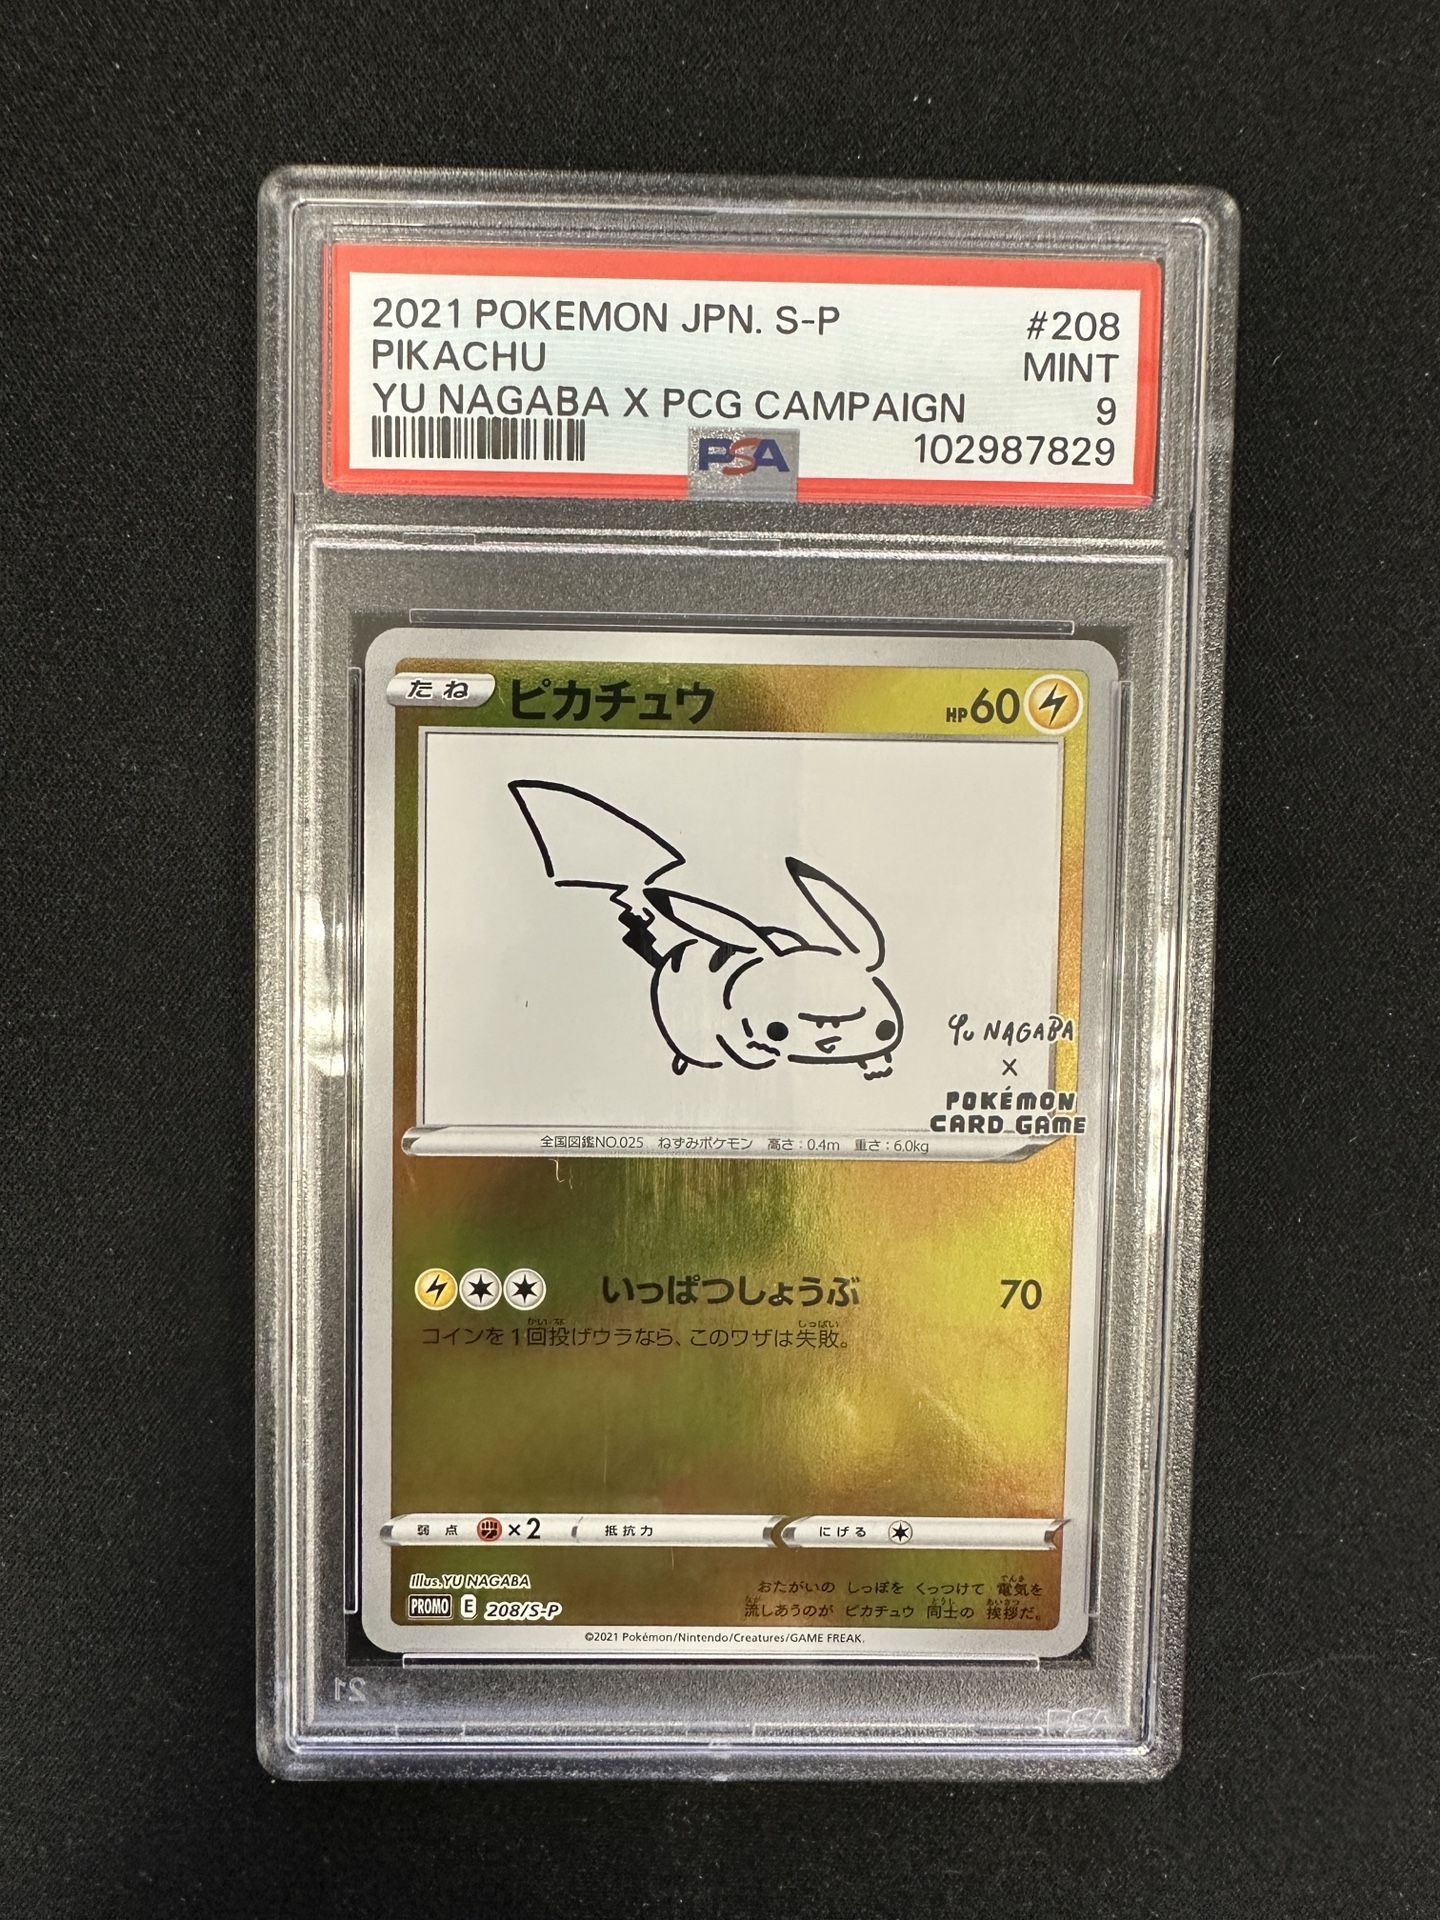 2021 POKEMON JPN. S-P #208
PIKACHU MINT
YU NAGABA X PCG CAMPAIGN 9
PSA 102987829
たね ピカチュウ HP60
YU NAGABA
×
POKÉMON
CARD GAME
全国図鑑NO.025 ねずみポケモン 高さ:0.4m 重さ:6.0kg
いっぱつしょうぶ 70
コインを1回投げウラなら、このワザは失敗。
弱点 ×2 抵抗力 にげる
Illus.YU NAGABA
PROMO E 208/S-P
おたがいの しっぽを くっつけて 電気を
流しあうのが ピカチュウ 同士の 挨拶だ。
©2021 Pokémon/Nintendo/Creatures/GAME FREAK.
21 PSA